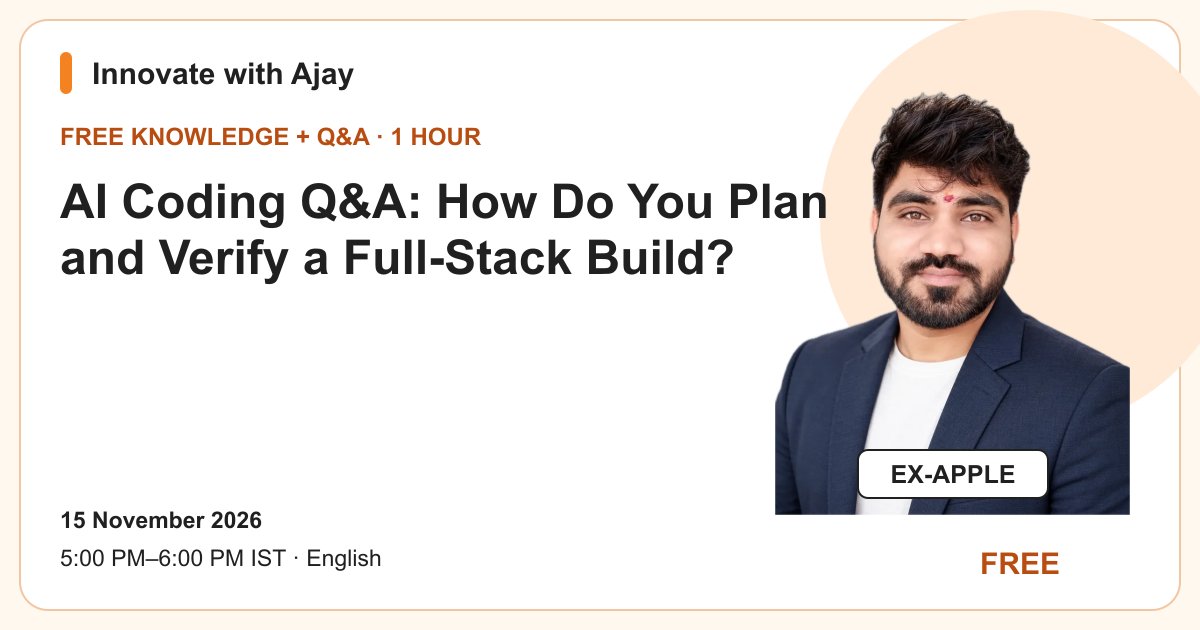 Innovate with Ajay
FREE KNOWLEDGE + Q&A · 1 HOUR
AI Coding Q&A: How Do You Plan
and Verify a Full-Stack Build?
EX-APPLE
15 November 2026
5:00 PM–6:00 PM IST · English
FREE